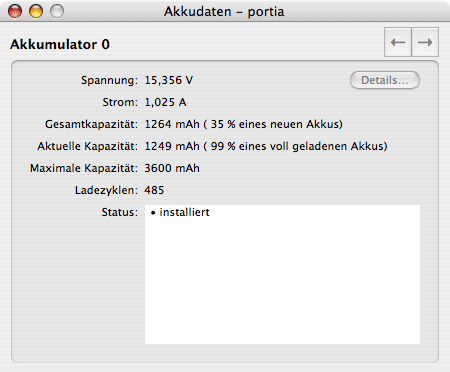 Akkudaten – portia
Akkumulator 0
Spannung: 15,356 V
Details...
Strom: 1,025 A
Gesamtkapazität: 1264 mAh ( 35 % eines neuen Akkus)
Aktuelle Kapazität: 1249 mAh ( 99 % eines voll geladenen Akkus)
Maximale Kapazität: 3600 mAh
Ladezyklen: 485
Status: • installiert